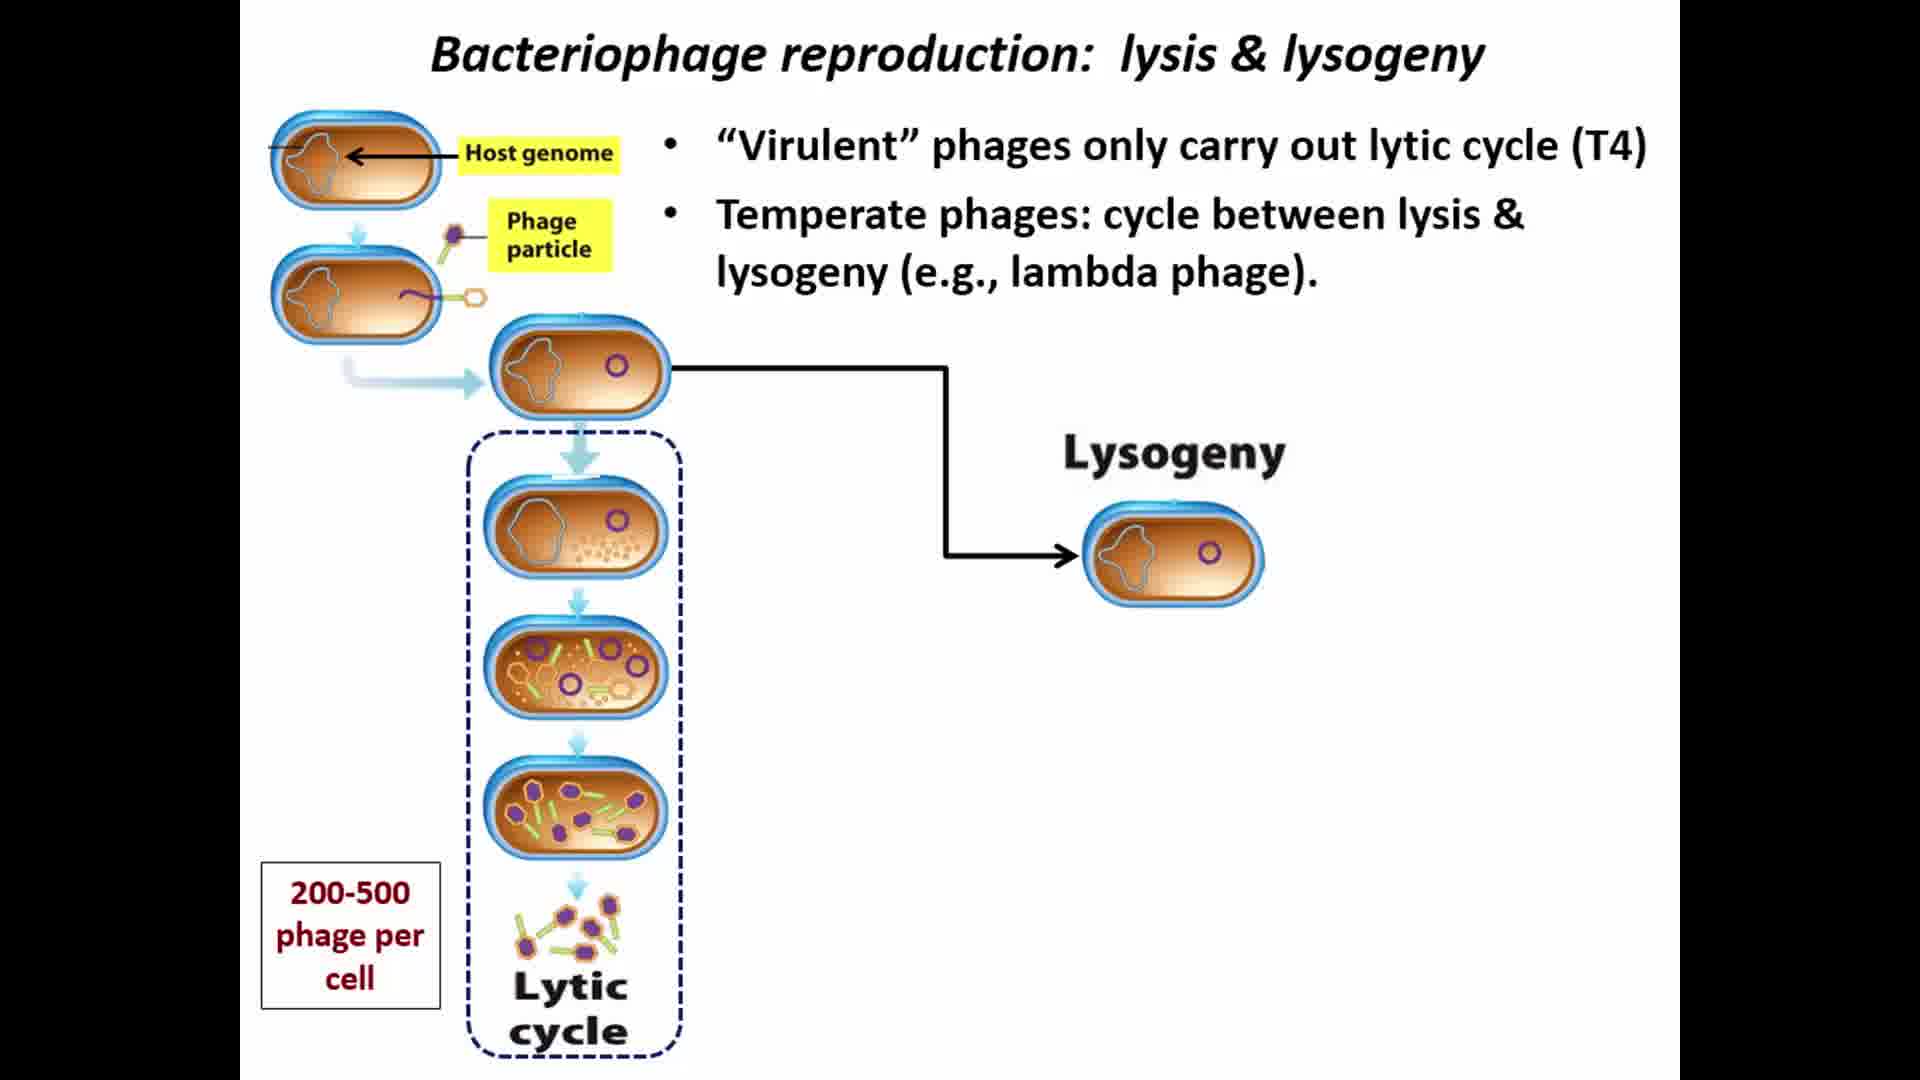 Bacteriophage reproduction: lysis & lysogeny
Host genome
Phage
particle
• “Virulent” phages only carry out lytic cycle (T4)
• Temperate phages: cycle between lysis &
lysogeny (e.g., lambda phage).
Lysogeny
200-500
phage per
cell
Lytic
cycle